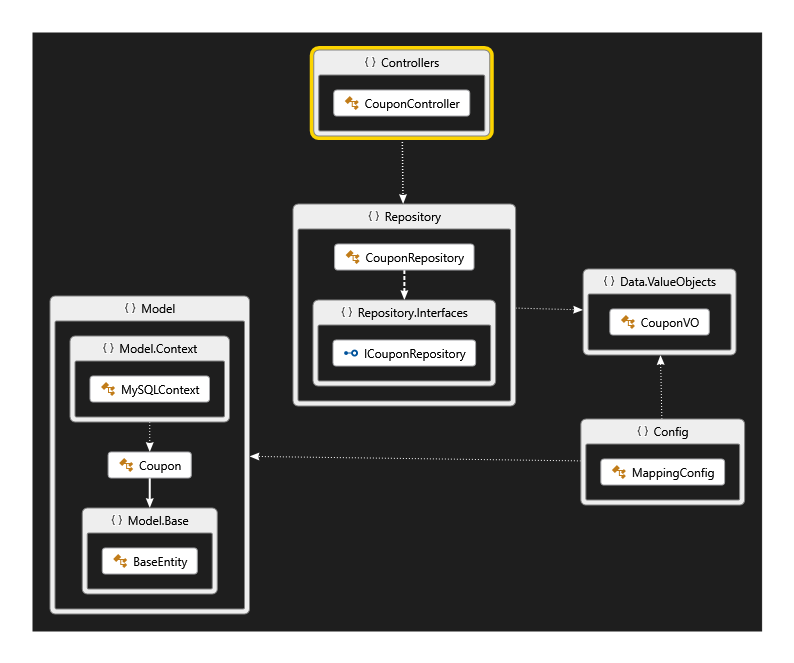 { } Controllers
CouponController
{ } Repository
CouponRepository
{ } Repository.Interfaces
ICouponRepository
{ } Data.ValueObjects
CouponVO
{ } Model
{ } Model.Context
MySQLContext
Coupon
{ } Model.Base
BaseEntity
{ } Config
MappingConfig